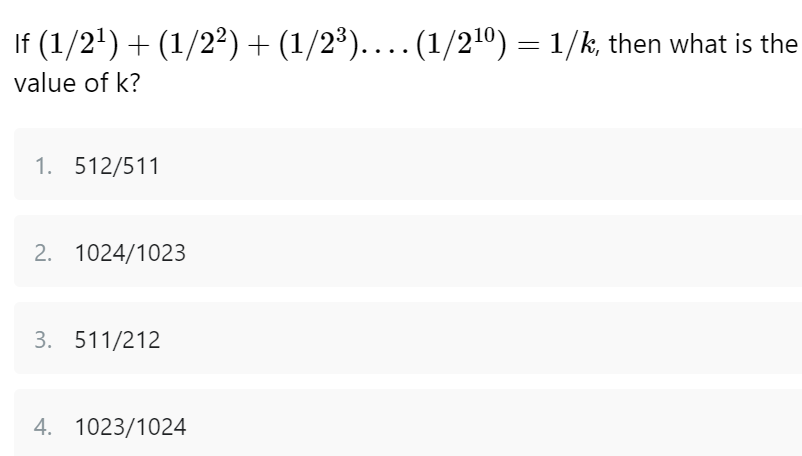 If (1/2¹) + (1/2²) + (1/2³). . . . (1/2¹⁰) = 1/k, then what is the
value of k?
1. 512/511
2. 1024/1023
3. 511/212
4. 1023/1024